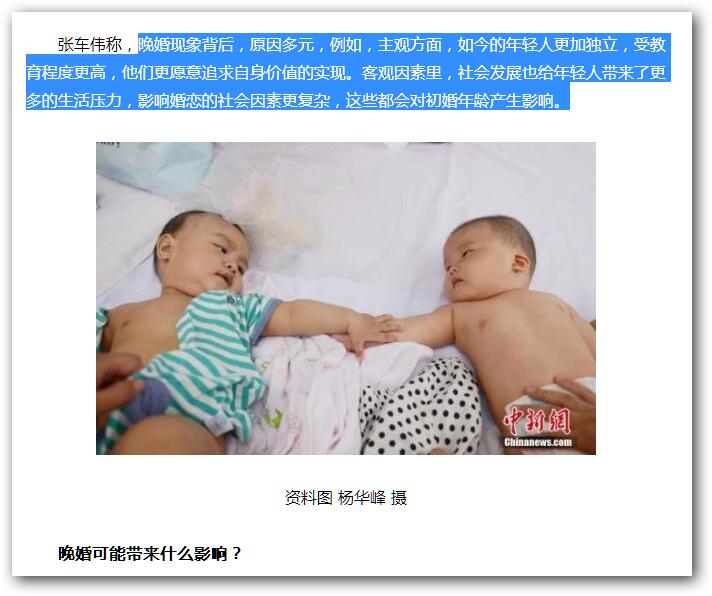 张车伟称，晚婚现象背后，原因多元，例如，主观方面，如今的年轻人更加独立，受教
育程度更高，他们更愿意追求自身价值的实现。客观因素里，社会发展也给年轻人带来了更
多的生活压力，影响婚恋的社会因素更复杂，这些都会对初婚年龄产生影响。
中新網
Chinanews.com
资料图 杨华峰 摄
晚婚可能带来什么影响？